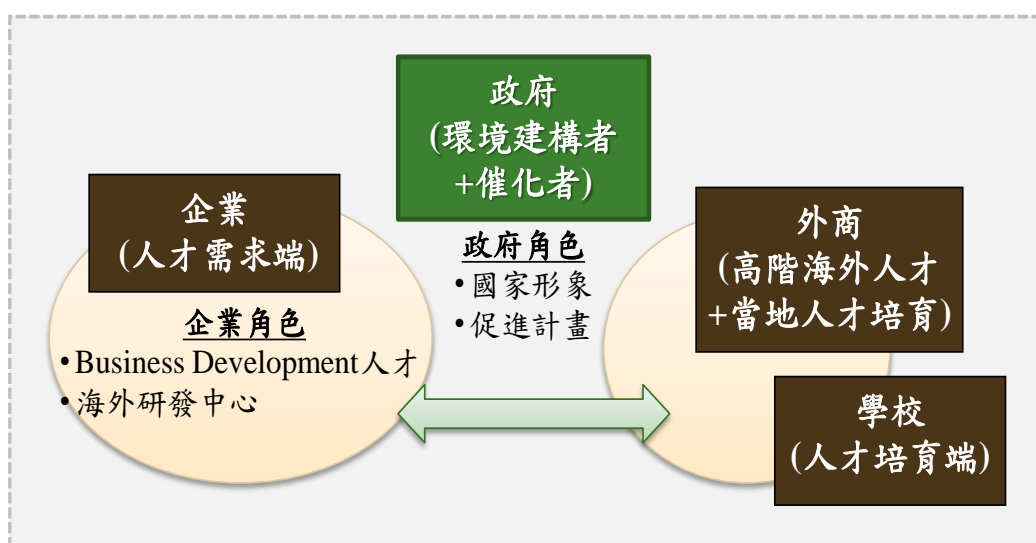 政府
(環境建構者
+催化者)
企業
(人才需求端)
外商
(高階海外人才
+當地人才培育)
政府角色
•國家形象
•促進計畫
企業角色
•Business Development人才
•海外研發中心
學校
(人才培育端)